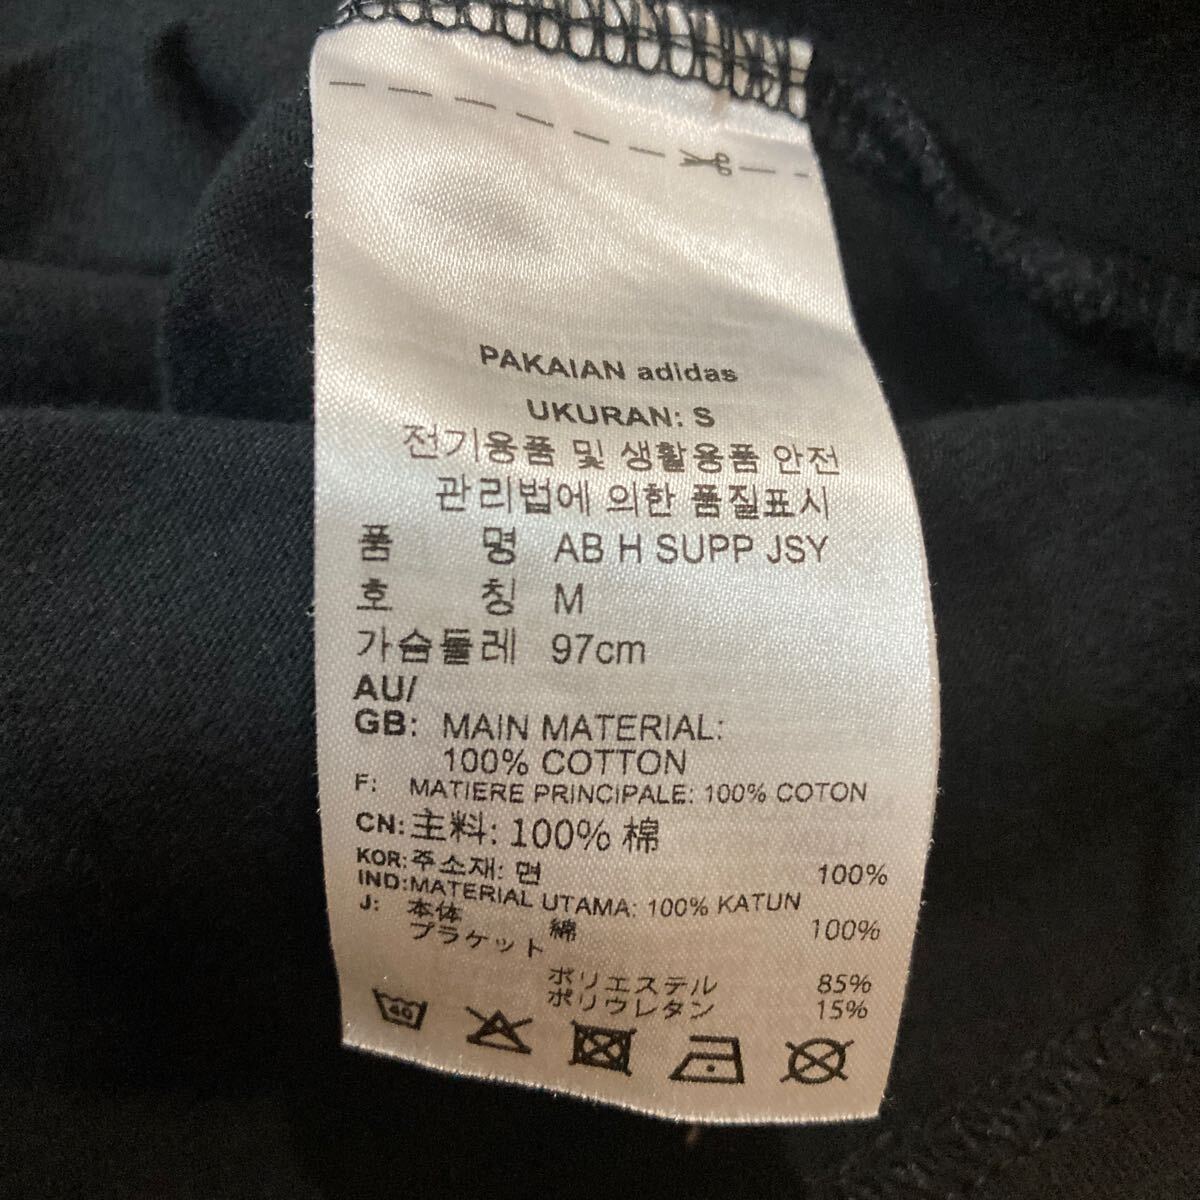 PAKAIAN adidas
UKURAN: S
전기용품 및 생활용품 안전
관리법에 의한 품질표시
품 명 AB H SUPP JSY
호 칭 M
가슴둘레 97cm
AU/
GB: MAIN MATERIAL:
100% COTTON
F: MATIERE PRINCIPALE: 100% COTON
CN: 主料: 100% 棉
KOR: 주소재: 면 100%
IND: MATERIAL UTAMA: 100% KATUN
J: 本体 綿 100%
プラケット
ポリエステル 85%
ポリウレタン 15%
40